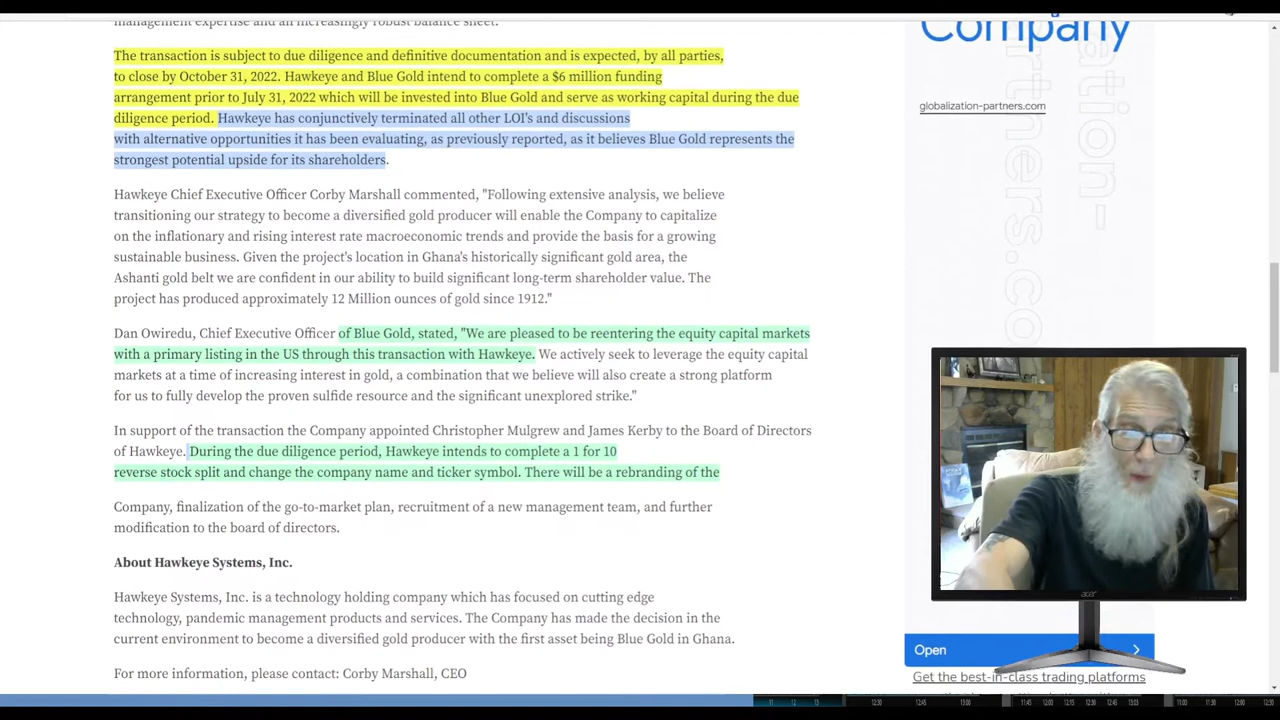 management expertise and an increasingly robust balance sheet.
The transaction is subject to due diligence and definitive documentation and is expected, by all parties,
to close by October 31, 2022. Hawkeye and Blue Gold intend to complete a $6 million funding
arrangement prior to July 31, 2022 which will be invested into Blue Gold and serve as working capital during the due
diligence period. Hawkeye has conjunctively terminated all other LOI's and discussions
with alternative opportunities it has been evaluating, as previously reported, as it believes Blue Gold represents the
strongest potential upside for its shareholders.
Hawkeye Chief Executive Officer Corby Marshall commented, "Following extensive analysis, we believe
transitioning our strategy to become a diversified gold producer will enable the Company to capitalize
on the inflationary and rising interest rate macroeconomic trends and provide the basis for a growing
sustainable business. Given the project's location in Ghana's historically significant gold area, the
Ashanti gold belt we are confident in our ability to build significant long-term shareholder value. The
project has produced approximately 12 Million ounces of gold since 1912."
Dan Owiredu, Chief Executive Officer of Blue Gold, stated, "We are pleased to be reentering the equity capital markets
with a primary listing in the US through this transaction with Hawkeye. We actively seek to leverage the equity capital
markets at a time of increasing interest in gold, a combination that we believe will also create a strong platform
for us to fully develop the proven sulfide resource and the significant unexplored strike."
In support of the transaction the Company appointed Christopher Mulgrew and James Kerby to the Board of Directors
of Hawkeye. During the due diligence period, Hawkeye intends to complete a 1 for 10
reverse stock split and change the company name and ticker symbol. There will be a rebranding of the
Company, finalization of the go-to-market plan, recruitment of a new management team, and further
modification to the board of directors.
About Hawkeye Systems, Inc.
Hawkeye Systems, Inc. is a technology holding company which has focused on cutting edge
technology, pandemic management products and services. The Company has made the decision in the
current environment to become a diversified gold producer with the first asset being Blue Gold in Ghana.
For more information, please contact: Corby Marshall, CEO
Company
globalization-partners.com
ation-
artners.co
acer
Open
Get the best-in-class trading platforms